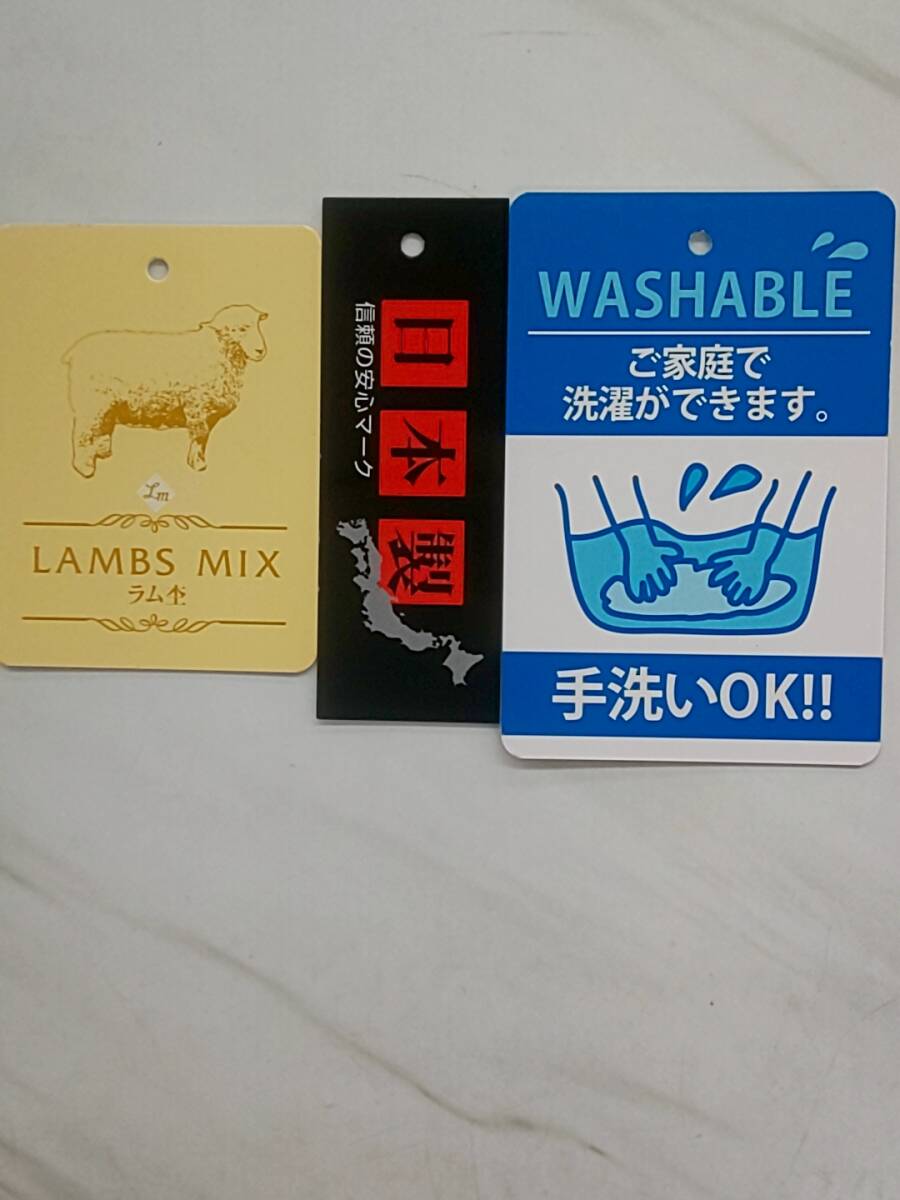 Lm
LAMBS MIX
ラム杢
日本製
信頼の安心マーク
WASHABLE
ご家庭で
洗濯ができます。
手洗いOK!!